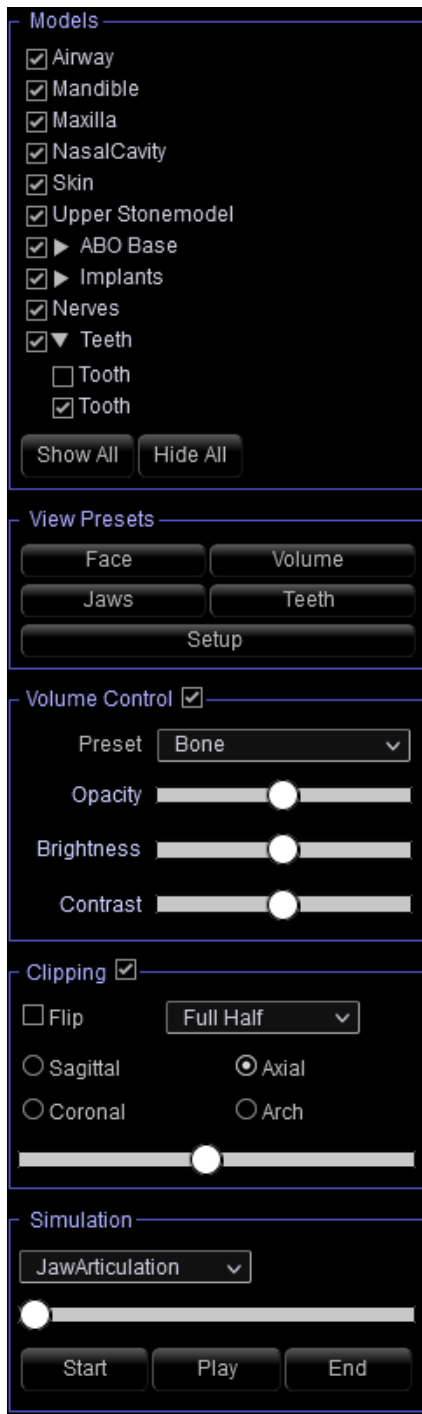 Models
Airway
Mandible
Maxilla
NasalCavity
Skin
Upper Stonemodel
ABO Base
Implants
Nerves
Teeth
Tooth
Tooth
Show All Hide All
View Presets
Face Volume
Jaws Teeth
Setup
Volume Control
Preset Bone
Opacity
Brightness
Contrast
Clipping
Flip Full Half
Sagittal Axial
Coronal Arch
Simulation
JawArticulation
Start Play End